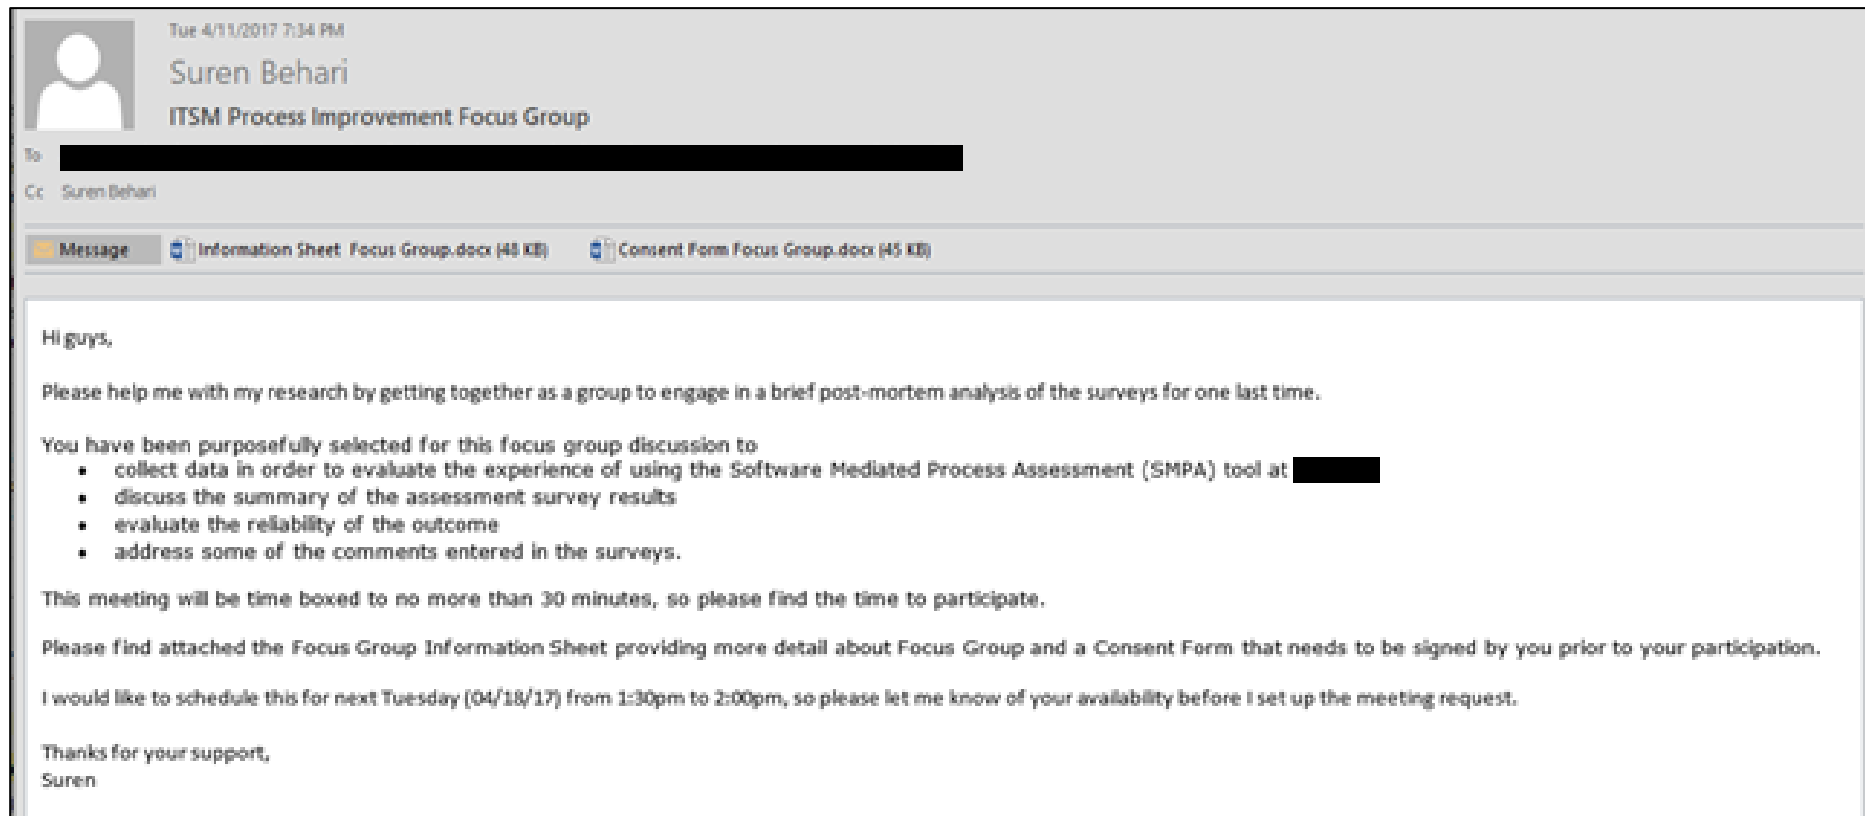 Tue 4/11/2017 7:34 PM
Suren Behari
ITSM Process Improvement Focus Group
To
Cc Suren Behari
Message Information Sheet Focus Group.docx (48 KB) Consent Form Focus Group.docx (45 KB)
Hi guys,
Please help me with my research by getting together as a group to engage in a brief post-mortem analysis of the surveys for one last time.
You have been purposefully selected for this focus group discussion to
• collect data in order to evaluate the experience of using the Software Mediated Process Assessment (SMPA) tool at
• discuss the summary of the assessment survey results
• evaluate the reliability of the outcome
• address some of the comments entered in the surveys.
This meeting will be time boxed to no more than 30 minutes, so please find the time to participate.
Please find attached the Focus Group Information Sheet providing more detail about Focus Group and a Consent Form that needs to be signed by you prior to your participation.
I would like to schedule this for next Tuesday (04/18/17) from 1:30pm to 2:00pm, so please let me know of your availability before I set up the meeting request.
Thanks for your support,
Suren